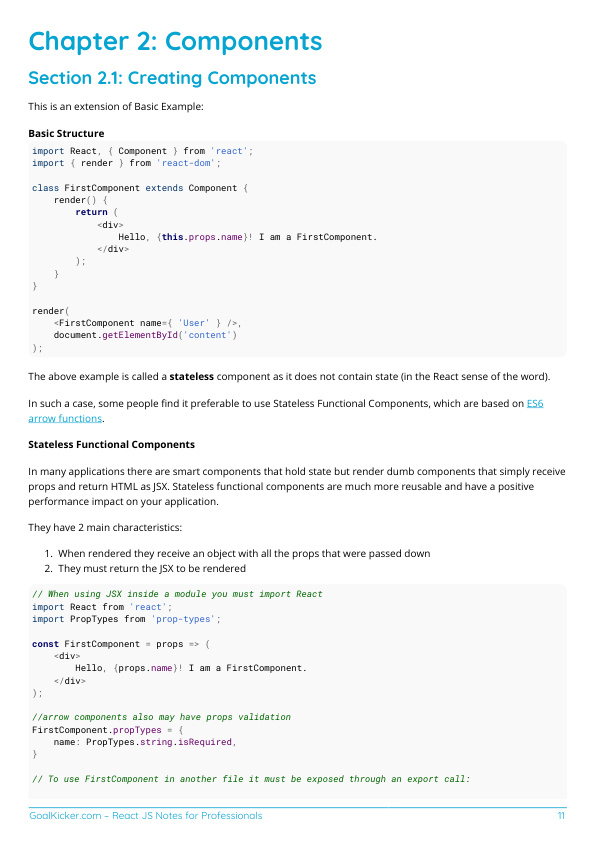 Chapter 2: Components
Section 2.1: Creating Components
This is an extension of Basic Example:
Basic Structure
import React, { Component } from 'react';
import { render } from 'react-dom';
class FirstComponent extends Component {
    render() {
        return (
            <div>
                Hello, {this.props.name}! I am a FirstComponent.
            </div>
        );
    }
}
render(
    <FirstComponent name={ 'User' } />,
    document.getElementById('content')
);
The above example is called a stateless component as it does not contain state (in the React sense of the word).
In such a case, some people find it preferable to use Stateless Functional Components, which are based on ES6
arrow functions.
Stateless Functional Components
In many applications there are smart components that hold state but render dumb components that simply receive
props and return HTML as JSX. Stateless functional components are much more reusable and have a positive
performance impact on your application.
They have 2 main characteristics:
1. When rendered they receive an object with all the props that were passed down
2. They must return the JSX to be rendered
// When using JSX inside a module you must import React
import React from 'react';
import PropTypes from 'prop-types';
const FirstComponent = props => (
    <div>
        Hello, {props.name}! I am a FirstComponent.
    </div>
);
//arrow components also may have props validation
FirstComponent.propTypes = {
    name: PropTypes.string.isRequired,
}
// To use FirstComponent in another file it must be exposed through an export call:
GoalKicker.com – React JS Notes for Professionals 11